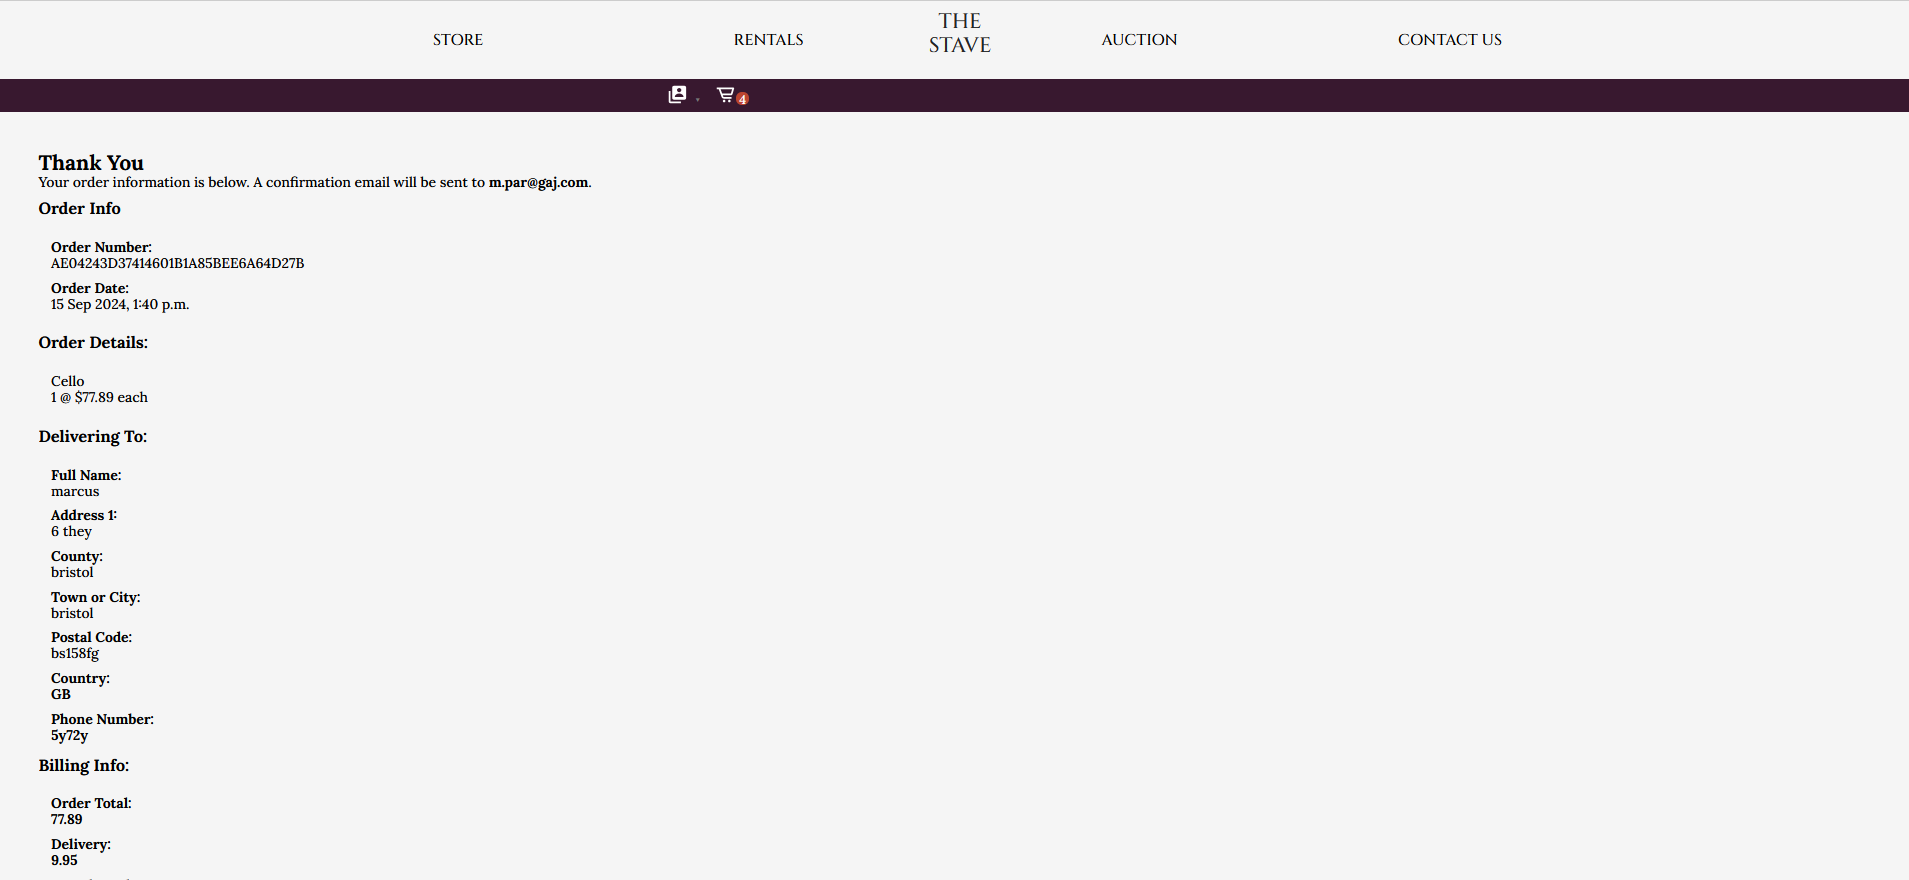 STORE
RENTALS
THE
STAVE
AUCTION
CONTACT US
4
Thank You
Your order information is below. A confirmation email will be sent to m.par@gaj.com.
Order Info
Order Number:
AE04243D37414601B1A85BEE6A64D27B
Order Date:
15 Sep 2024, 1:40 p.m.
Order Details:
Cello
1 @ $77.89 each
Delivering To:
Full Name:
marcus
Address 1:
6 they
County:
bristol
Town or City:
bristol
Postal Code:
bs158fg
Country:
GB
Phone Number:
5y72y
Billing Info:
Order Total:
77.89
Delivery:
9.95